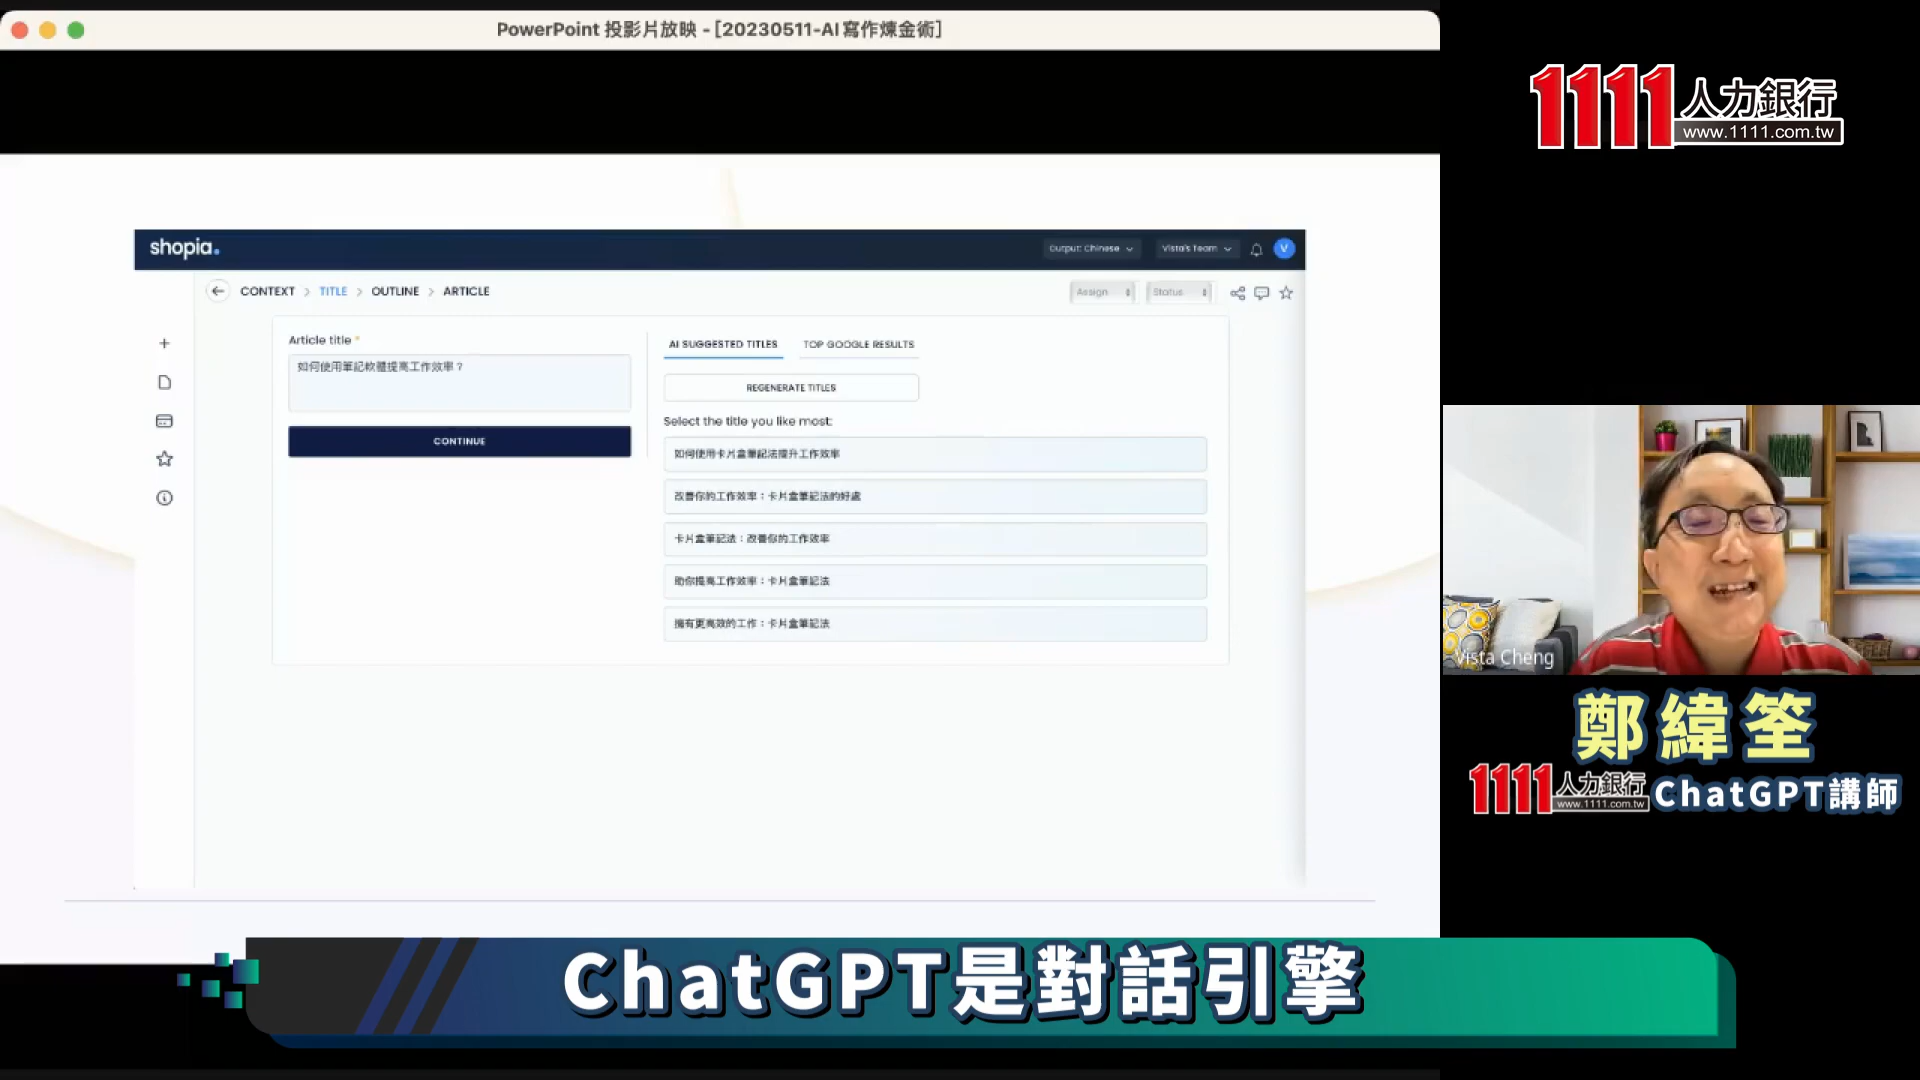 PowerPoint 投影片放映 - [20230511-AI寫作煉金術]
1111人力銀行
www.1111.com.tw
shopia.
Output: Chinese
Vista's Team
V
CONTEXT > TITLE > OUTLINE > ARTICLE
Assign
Status
Article title *
如何使用筆記軟體提高工作效率？
CONTINUE
AI SUGGESTED TITLES
TOP GOOGLE RESULTS
REGENERATE TITLES
Select the title you like most:
如何使用卡片盒筆記法提升工作效率
改善你的工作效率：卡片盒筆記法的好處
卡片盒筆記法：改善你的工作效率
助你提高工作效率：卡片盒筆記法
擁有更高效的工作：卡片盒筆記法
Vista Cheng
鄭緯筌
1111人力銀行
www.1111.com.tw
ChatGPT講師
ChatGPT是對話引擎